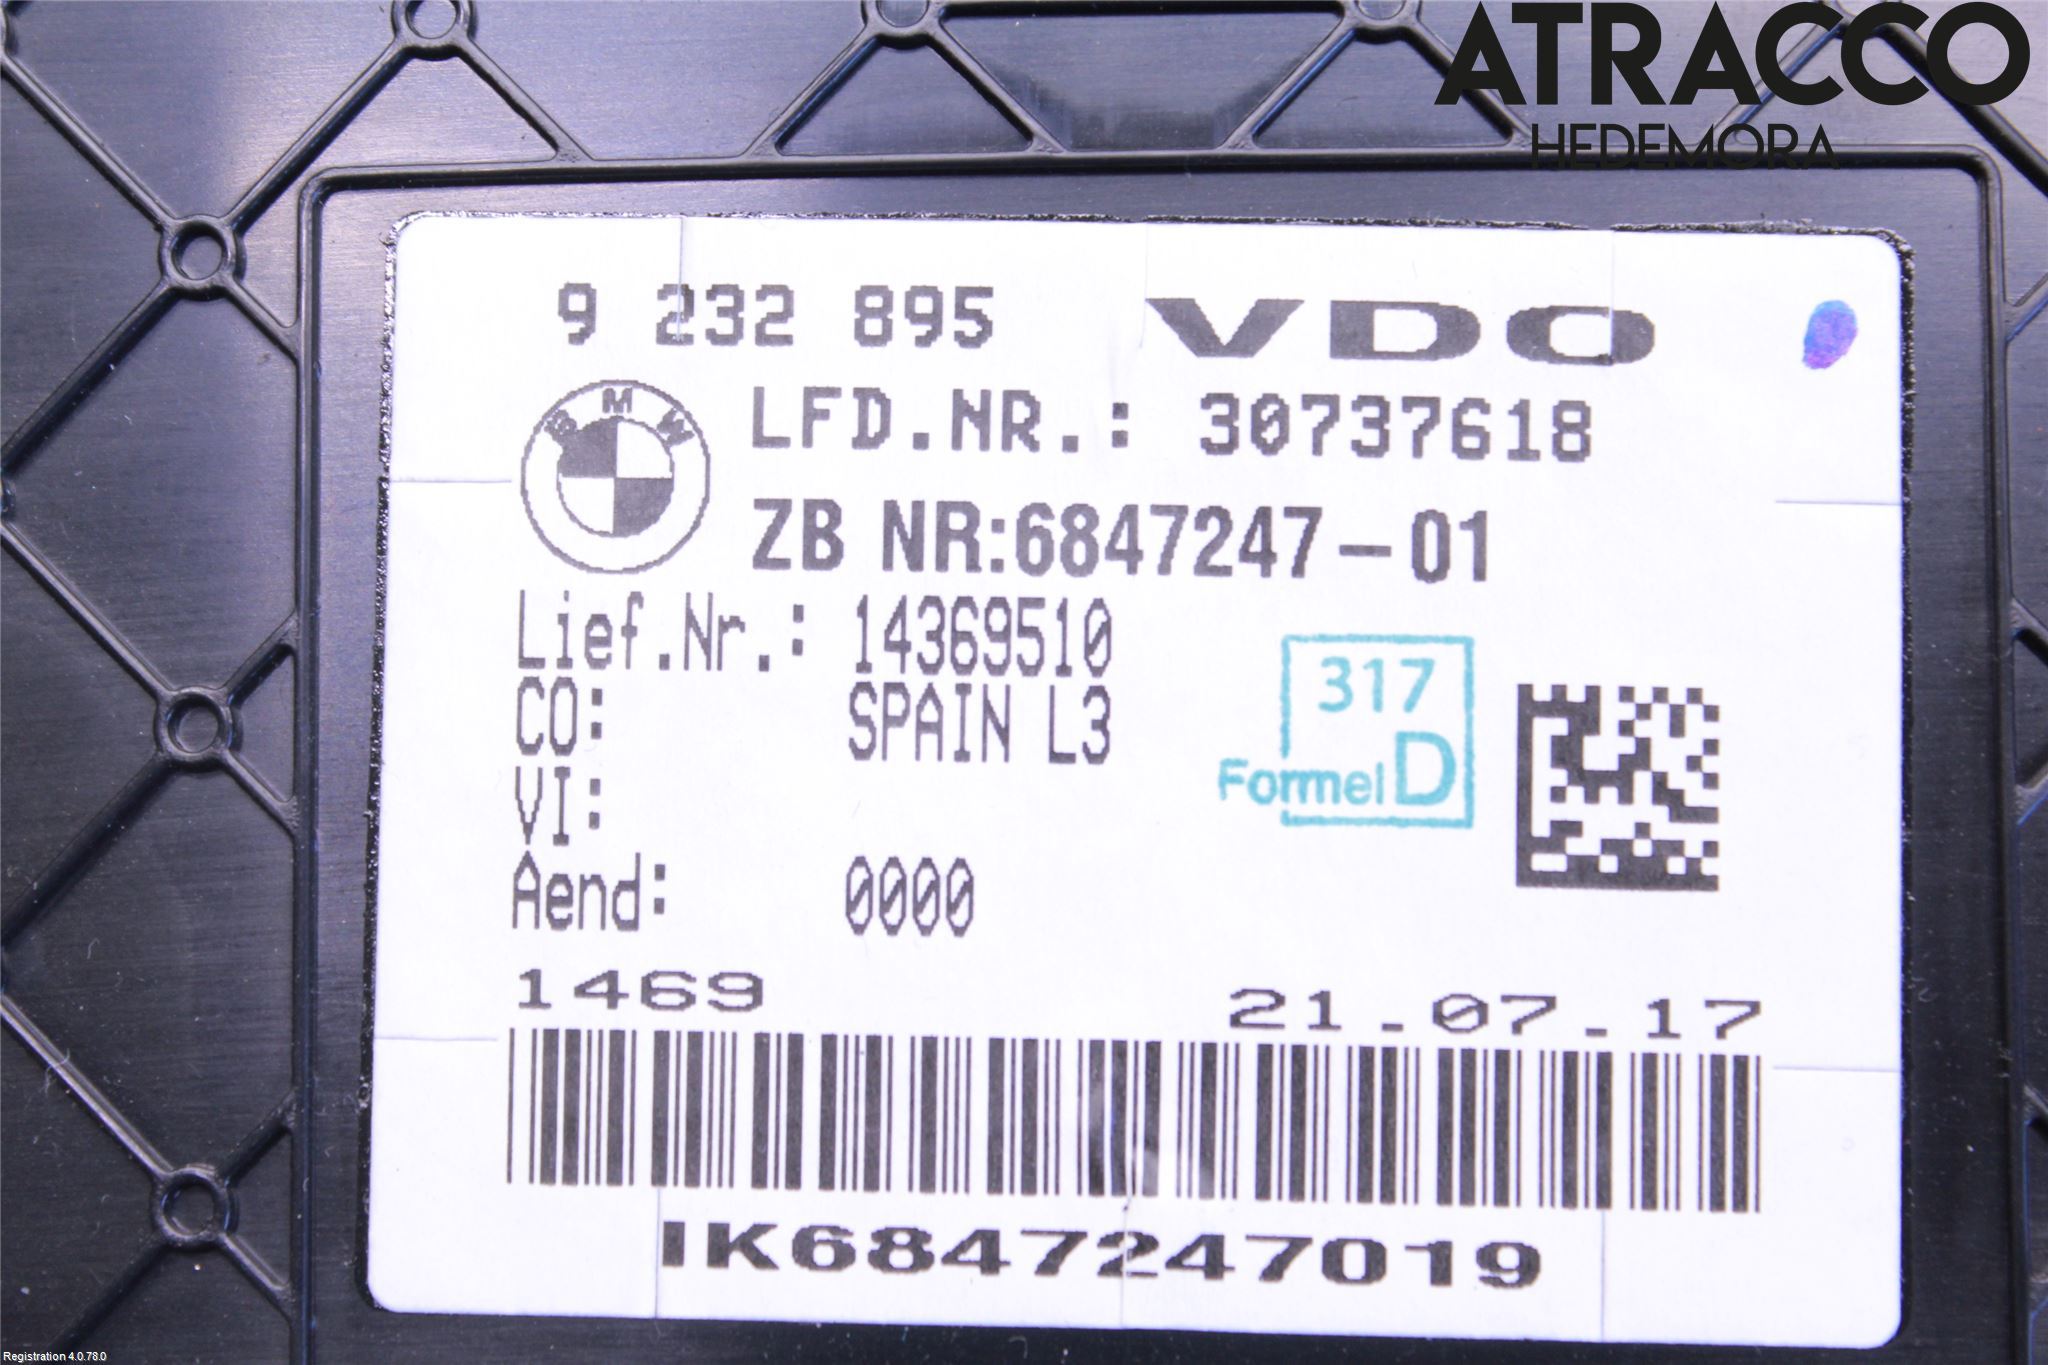 ATRACCO
HEDEMORA
9 232 895 VDO
BMW
LFD.NR.: 30737618
ZB NR:6847247-01
Lief.Nr.: 14369510
CO: SPAIN L3
VI:
Aend: 0000
317
Formel D
1469 21.07.17
IK6847247019
Registration 4.0.78.0